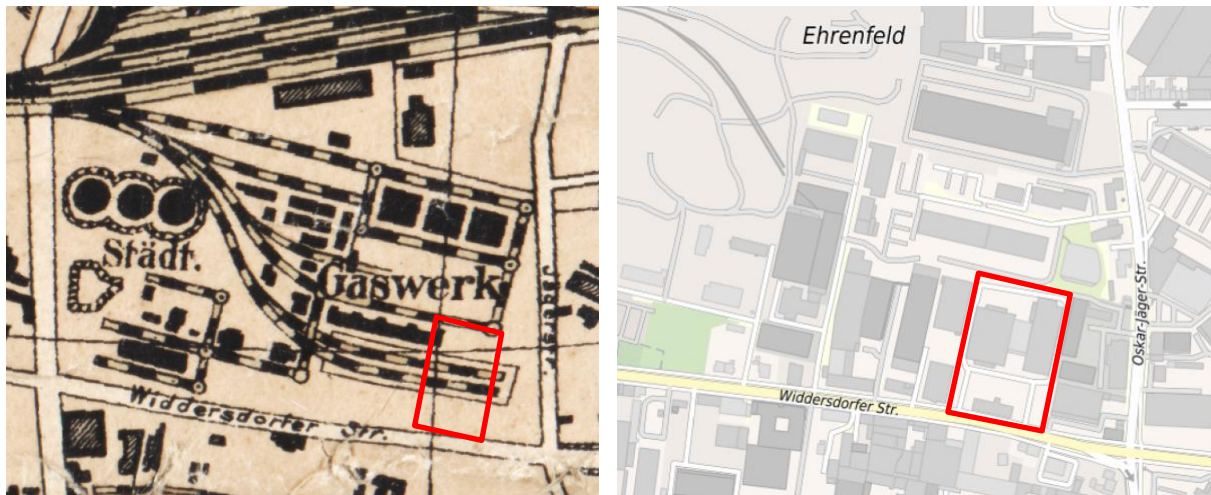 Städt.
Gaswerk
Widdersdorfer Str.
Ehrenfeld
Oskar-Jäger-Str.
Widdersdorfer Str.